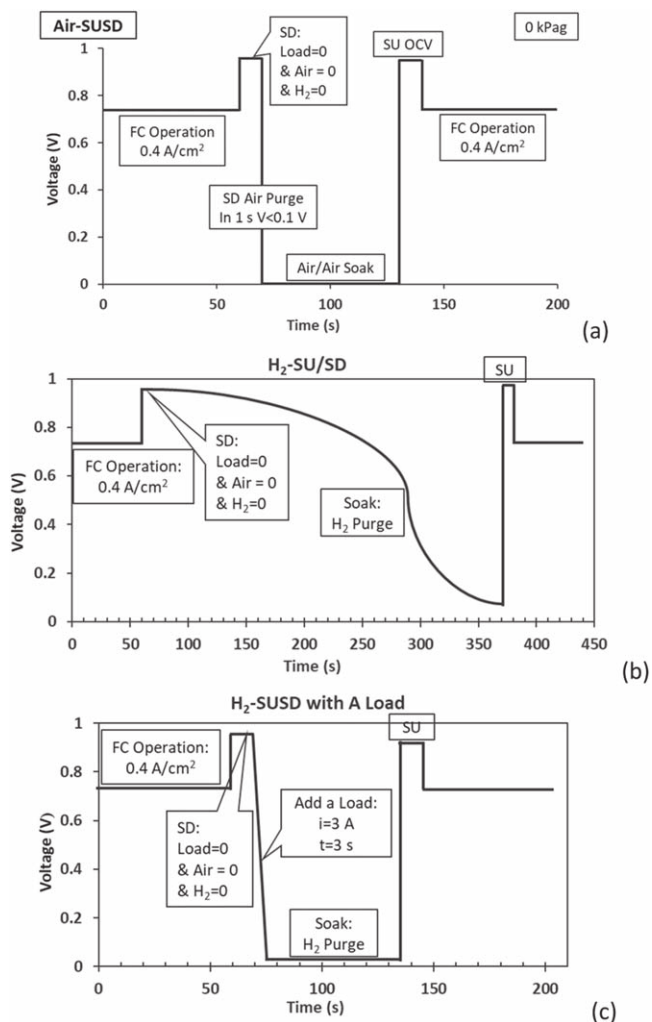 Air-SUSD
0 kPag
SD:
Load=0
& Air = 0
& H₂=0
SU OCV
FC Operation
0.4 A/cm²
FC Operation
0.4 A/cm²
SD Air Purge
In 1 s V<0.1 V
Air/Air Soak
Voltage (V)
1
0.8
0.6
0.4
0.2
0
0
50
100
150
200
Time (s)
(a)
H₂-SU/SD
SU
FC Operation:
0.4 A/cm²
SD:
Load=0
& Air = 0
& H₂=0
Soak:
H₂ Purge
Voltage (V)
1
0.8
0.6
0.4
0.2
0
0
50
100
150
200
250
300
350
400
450
Time (s)
(b)
H₂-SUSD with A Load
SU
FC Operation:
0.4 A/cm²
SD:
Load=0
& Air = 0
& H₂=0
Add a Load:
i=3 A
t=3 s
Soak:
H₂ Purge
Voltage (V)
1
0.8
0.6
0.4
0.2
0
0
50
100
150
200
Time (s)
(c)